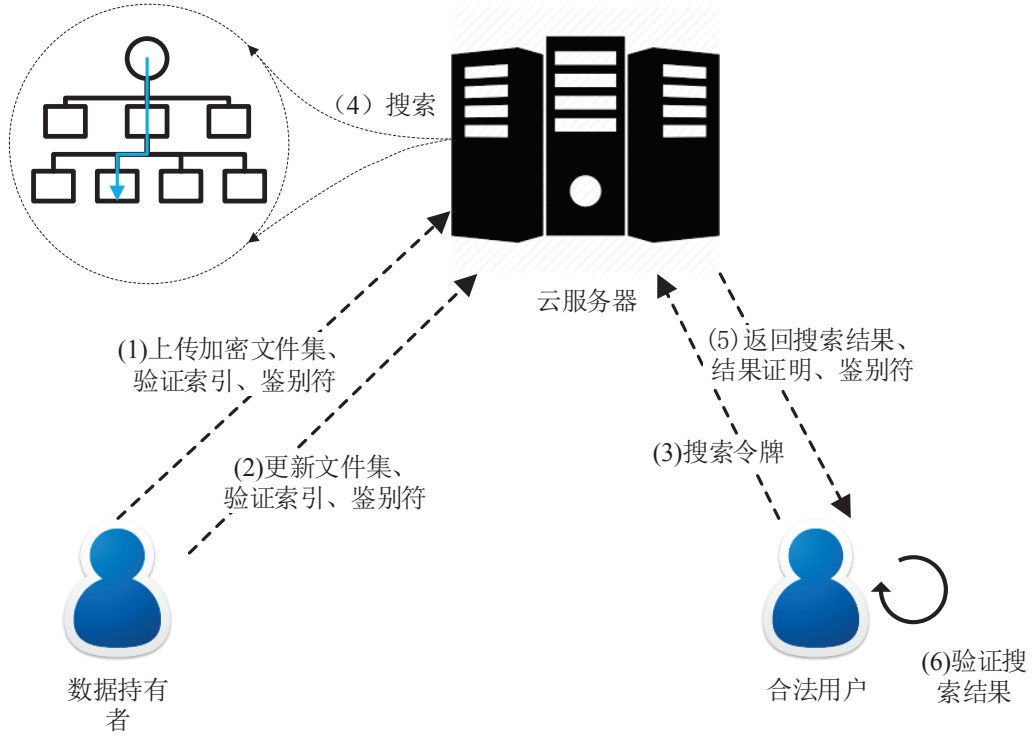 （4）搜索
云服务器
(1)上传加密文件集、
验证索引、鉴别符
(5)返回搜索结果、
结果证明、鉴别符
(2)更新文件集、
验证索引、鉴别符
(3)搜索令牌
数据持有
者
合法用户
(6)验证搜
索结果